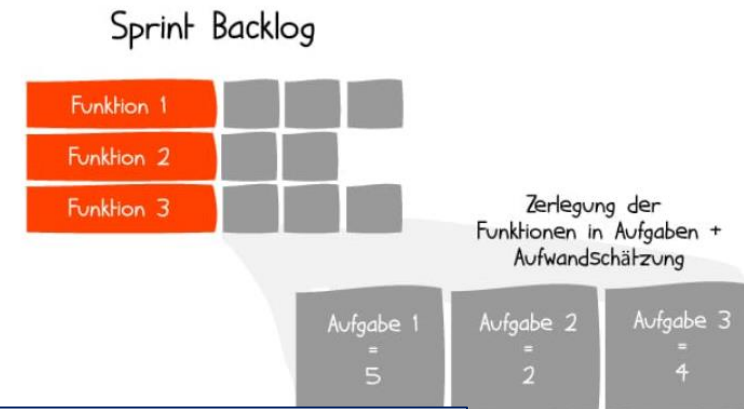 Sprint Backlog
Funktion 1
Funktion 2
Funktion 3
Zerlegung der
Funktionen in Aufgaben +
Aufwandschätzung
Aufgabe 1
=
5
Aufgabe 2
=
2
Aufgabe 3
=
4